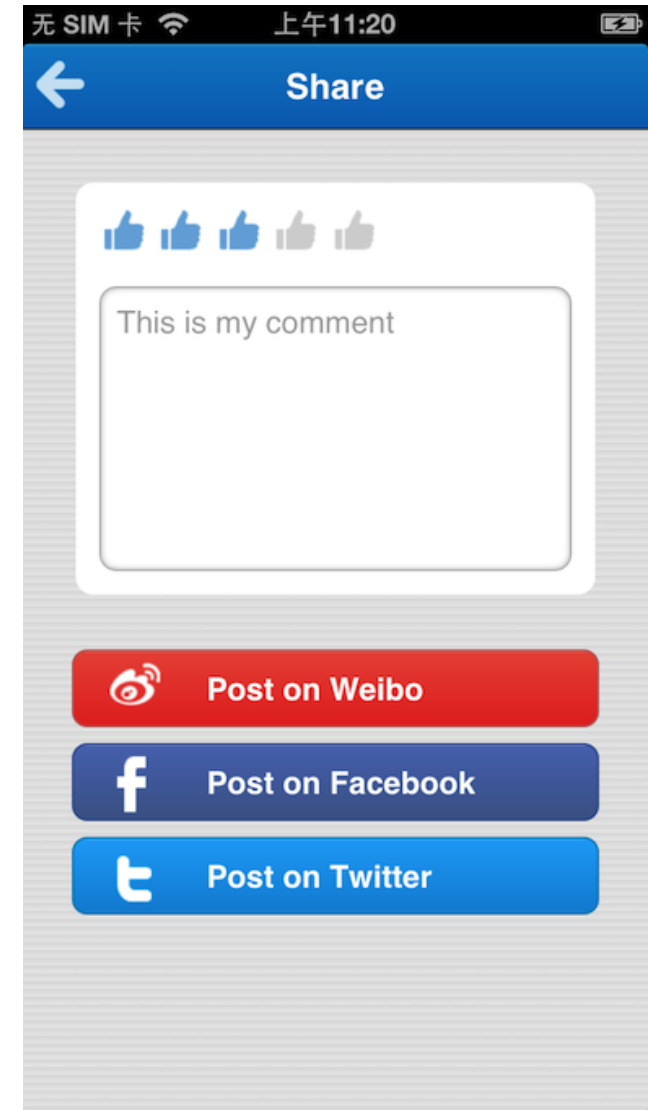 无 SIM 卡 上午11:20
Share
This is my comment
Post on Weibo
Post on Facebook
Post on Twitter